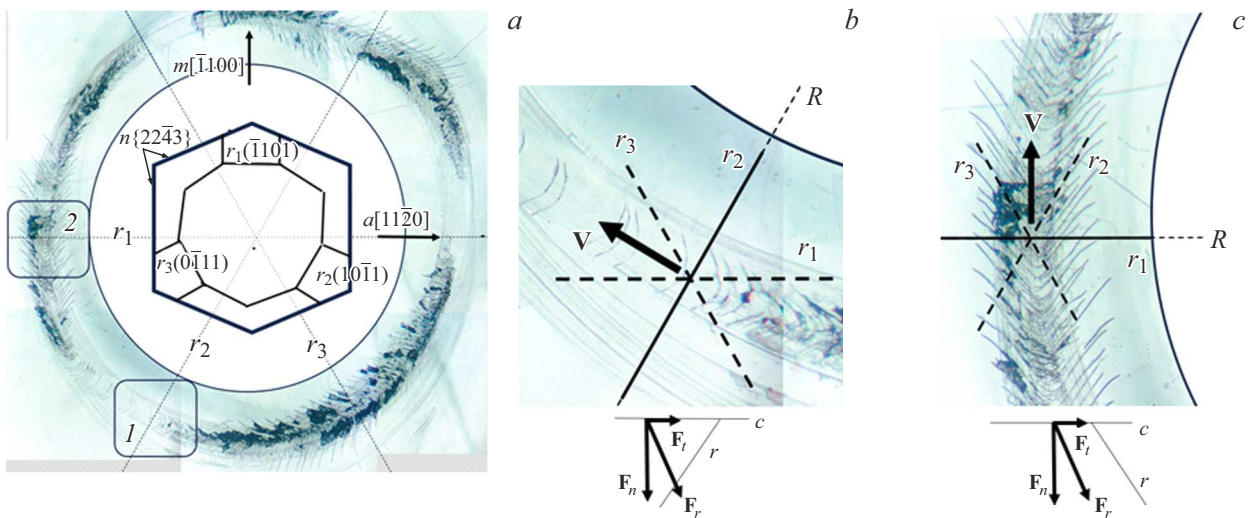 a
m[1̅100]
n{224̅3}
r₁(1̅101̅)
2
r₁
a[112̅0]
r₃(01̅11)
r₂(101̅1)
r₂
r₃
1
b
R
r₃
r₂
V
r₁
c
Fₜ
r
Fₙ
Fᵣ
c
V
r₃
r₂
R
r₁
c
Fₜ
r
Fₙ
Fᵣ